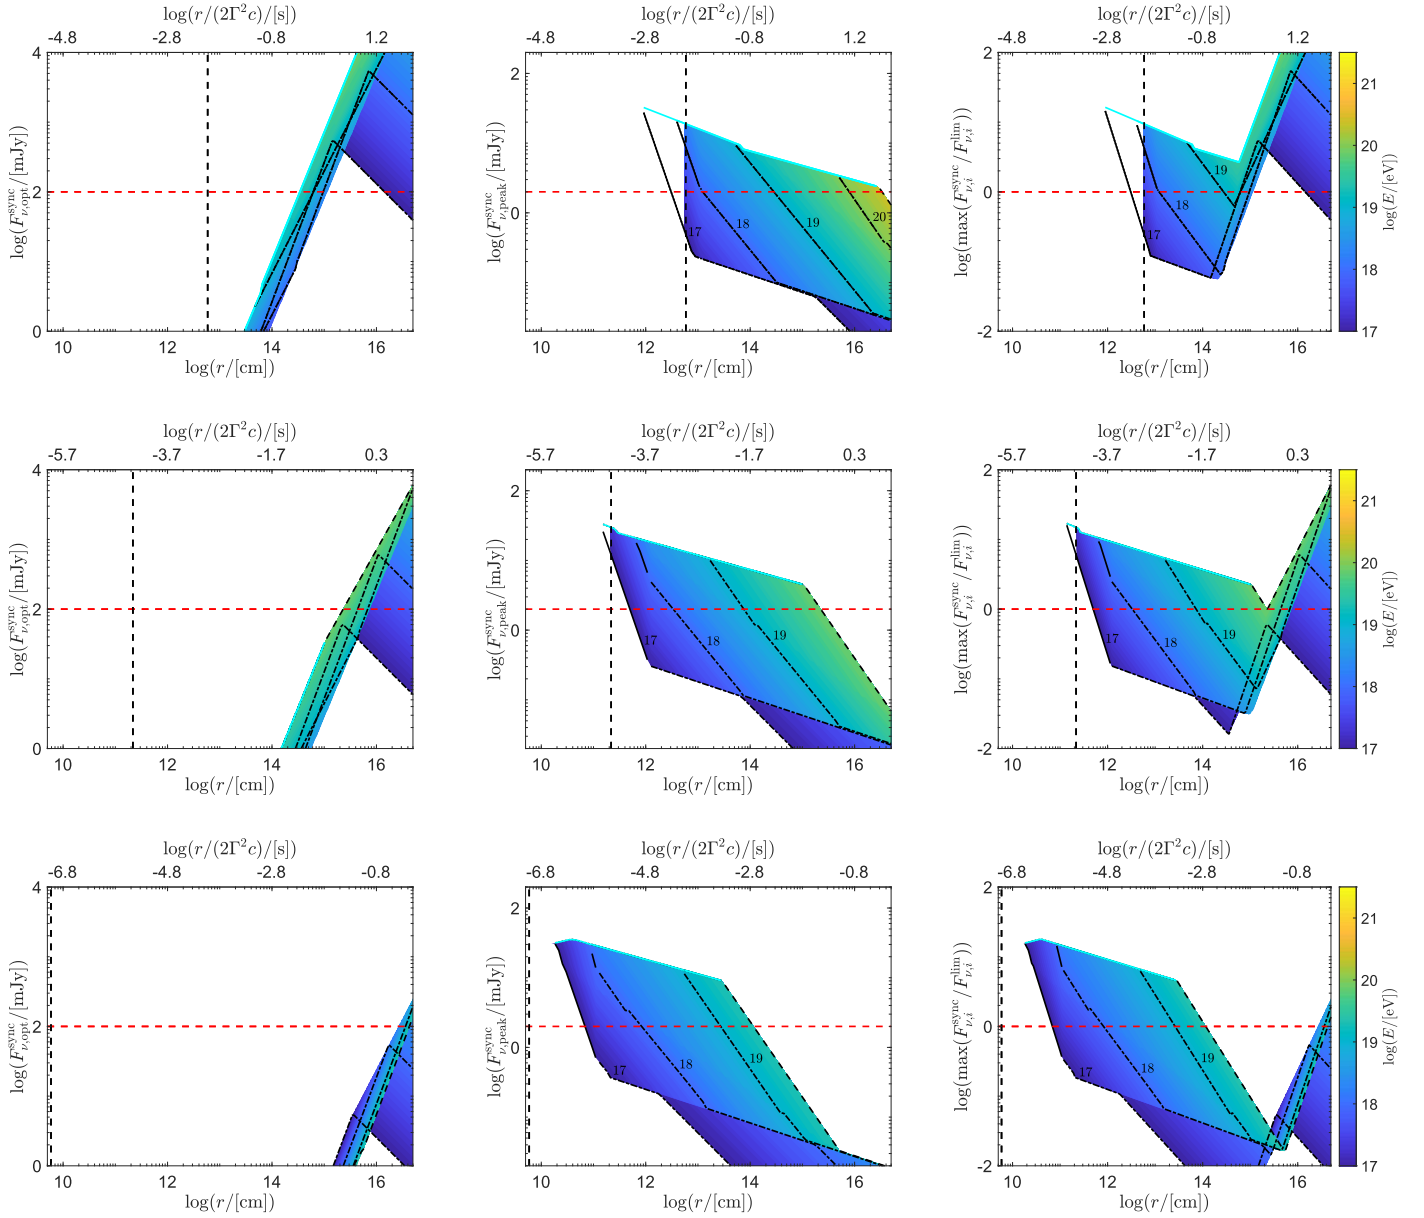 log(r/(2Γ²c)/[s]) log(r/(2Γ²c)/[s]) log(r/(2Γ²c)/[s])
-4.8 -2.8 -0.8 1.2 -4.8 -2.8 -0.8 1.2 -4.8 -2.8 -0.8 1.2
log(F^sync_ν,opt/[mJy])
4
2
0
10 12 14 16
log(r/[cm])
log(F^sync_ν,peak/[mJy])
2
0
17 18 19 20
10 12 14 16
log(r/[cm])
log(max(F^sync_ν,i/F^lim_ν,i))
2
0
-2
17 18 19
10 12 14 16
log(r/[cm])
log(E/[eV])
21
20
19
18
17
log(r/(2Γ²c)/[s]) log(r/(2Γ²c)/[s]) log(r/(2Γ²c)/[s])
-5.7 -3.7 -1.7 0.3 -5.7 -3.7 -1.7 0.3 -5.7 -3.7 -1.7 0.3
log(F^sync_ν,opt/[mJy])
4
2
0
10 12 14 16
log(r/[cm])
log(F^sync_ν,peak/[mJy])
2
0
17 18 19
10 12 14 16
log(r/[cm])
log(max(F^sync_ν,i/F^lim_ν,i))
2
0
-2
17 18 19
10 12 14 16
log(r/[cm])
log(E/[eV])
21
20
19
18
17
log(r/(2Γ²c)/[s]) log(r/(2Γ²c)/[s]) log(r/(2Γ²c)/[s])
-6.8 -4.8 -2.8 -0.8 -6.8 -4.8 -2.8 -0.8 -6.8 -4.8 -2.8 -0.8
log(F^sync_ν,opt/[mJy])
4
2
0
10 12 14 16
log(r/[cm])
log(F^sync_ν,peak/[mJy])
2
0
17 18 19
10 12 14 16
log(r/[cm])
log(max(F^sync_ν,i/F^lim_ν,i))
2
0
-2
17 18 19
10 12 14 16
log(r/[cm])
log(E/[eV])
21
20
19
18
17